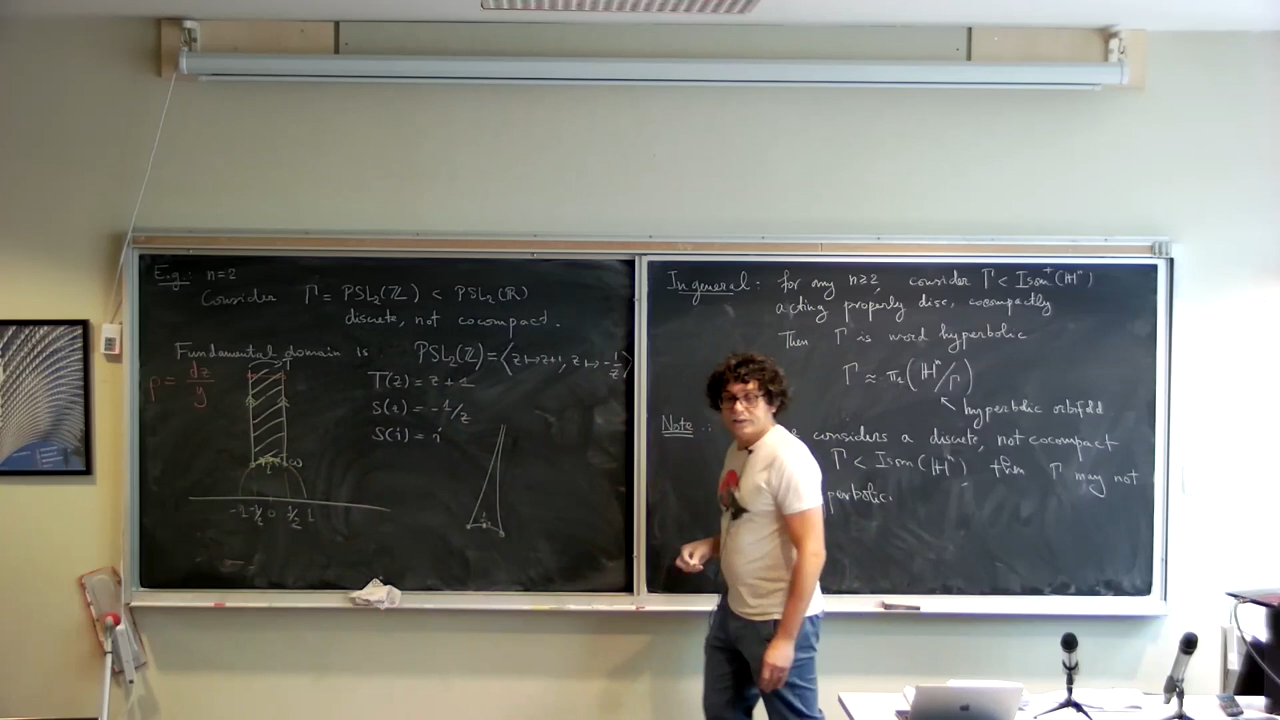 E.g.: n=2
Consider Γ = PSL₂(ℤ) < PSL₂(ℝ)
discrete, not cocompact.
Fundamental domain is
PSL₂(ℤ) = ⟨z↦z+1, z↦-1/z⟩
ρ = dz/y
T
T(z) = z+1
S(z) = -1/z
S(i) = i
i
ω
-1 -1/2 0 1/2 1
In general: for any n≥2, consider Γ < Isom⁺(ℍⁿ)
acting properly disc, cocompactly
Then Γ is word hyperbolic
Γ ≈ π₁(ℍⁿ/Γ)
hyperbolic orbifold
Note: considers a discrete, not cocompact
Γ < Isom(ℍⁿ), then Γ may not
perbolic.